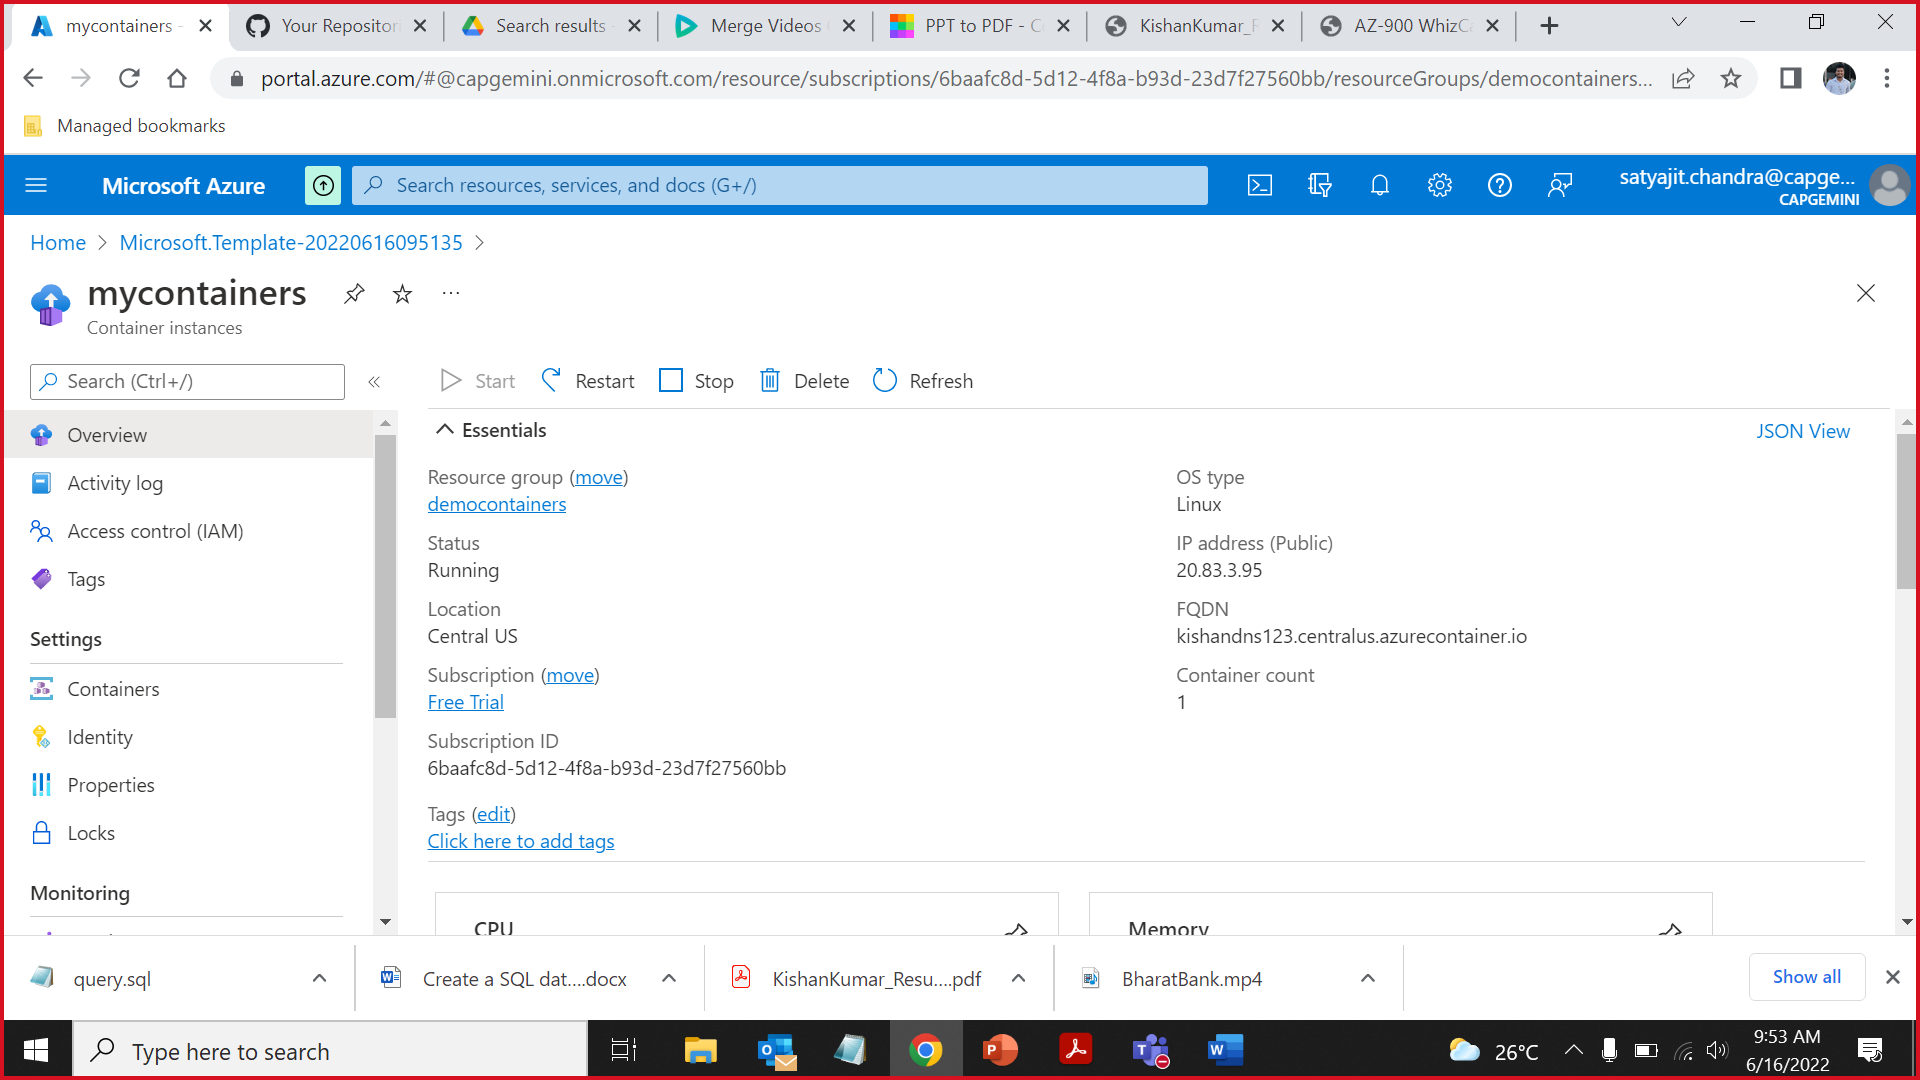 mycontainers -
Your Repositori
Search results -
Merge Videos
PPT to PDF - C
KishanKumar_R
AZ-900 WhizCa
portal.azure.com/#@capgemini.onmicrosoft.com/resource/subscriptions/6baafc8d-5d12-4f8a-b93d-23d7f27560bb/resourceGroups/democontainers...
Managed bookmarks
Microsoft Azure
Search resources, services, and docs (G+/)
satyajit.chandra@capge...
CAPGEMINI
Home > Microsoft.Template-20220616095135 >
mycontainers
...
Container instances
Search (Ctrl+/)
«
Start
Restart
Stop
Delete
Refresh
Overview
Activity log
Access control (IAM)
Tags
Settings
Containers
Identity
Properties
Locks
Monitoring
Essentials
JSON View
Resource group (move)
democontainers
Status
Running
Location
Central US
Subscription (move)
Free Trial
Subscription ID
6baafc8d-5d12-4f8a-b93d-23d7f27560bb
Tags (edit)
Click here to add tags
OS type
Linux
IP address (Public)
20.83.3.95
FQDN
kishandns123.centralus.azurecontainer.io
Container count
1
CPU
Memory
query.sql
Create a SQL dat....docx
KishanKumar_Resu....pdf
BharatBank.mp4
Show all
Type here to search
26°C
9:53 AM
6/16/2022